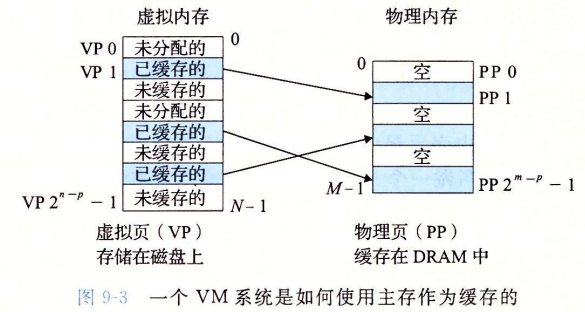 虚拟内存
物理内存
VP 0 未分配的 0
VP 1 已缓存的
未缓存的
未分配的
已缓存的
未缓存的
已缓存的
VP 2^{n-p} - 1 未缓存的 N-1
0 空 PP 0
PP 1
空
空
M-1 PP 2^{m-p} - 1
虚拟页（VP）
存储在磁盘上
物理页（PP）
缓存在 DRAM 中
图 9-3 一个 VM 系统是如何使用主存作为缓存的